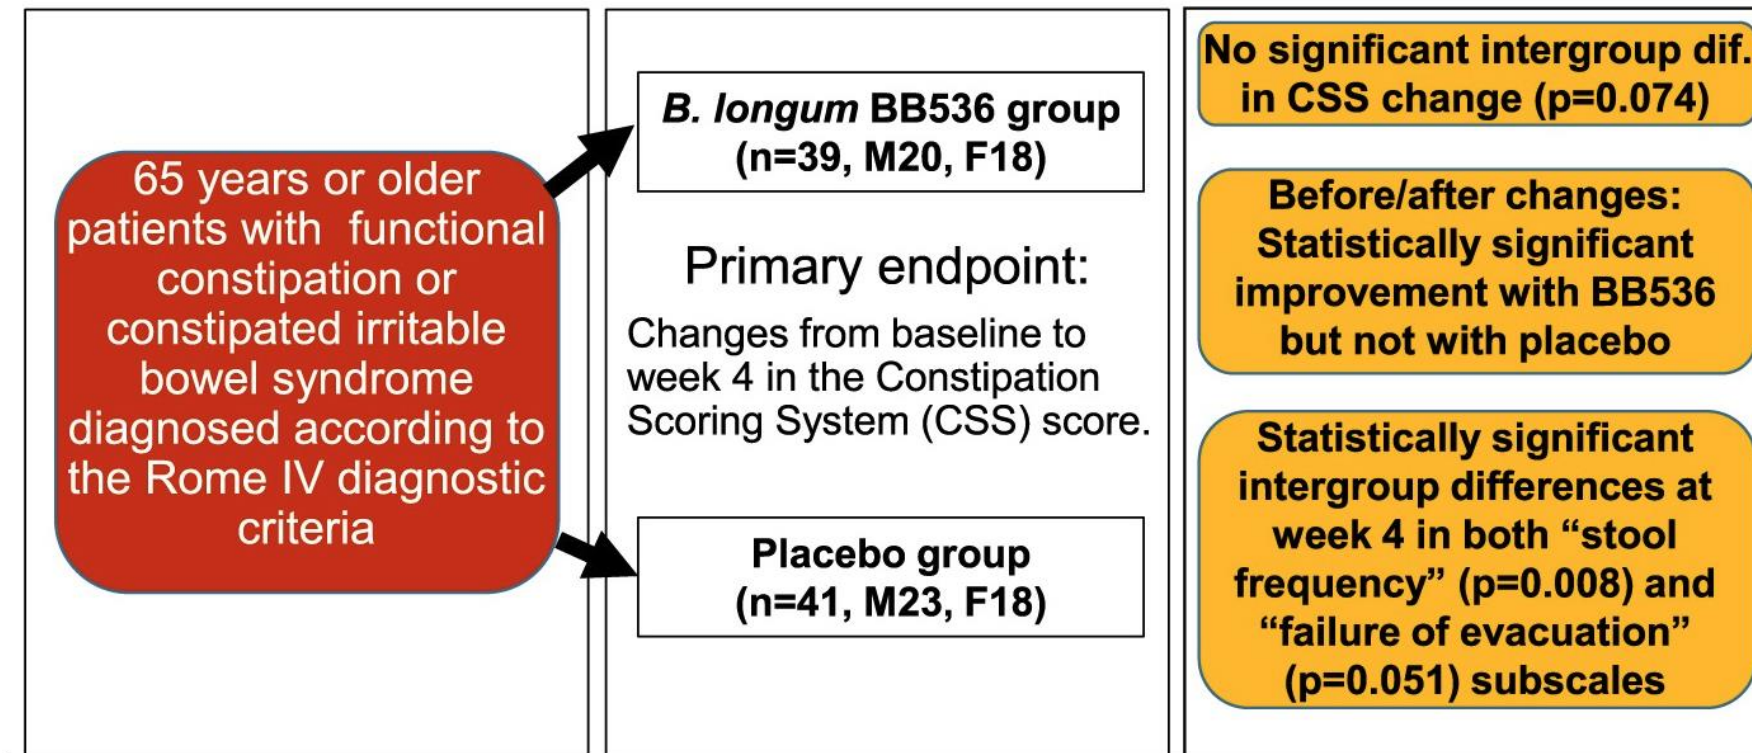 65 years or older
patients with functional
constipation or
constipated irritable
bowel syndrome
diagnosed according to
the Rome IV diagnostic
criteria
B. longum BB536 group
(n=39, M20, F18)
Primary endpoint:
Changes from baseline to
week 4 in the Constipation
Scoring System (CSS) score.
Placebo group
(n=41, M23, F18)
No significant intergroup dif.
in CSS change (p=0.074)
Before/after changes:
Statistically significant
improvement with BB536
but not with placebo
Statistically significant
intergroup differences at
week 4 in both “stool
frequency” (p=0.008) and
“failure of evacuation”
(p=0.051) subscales